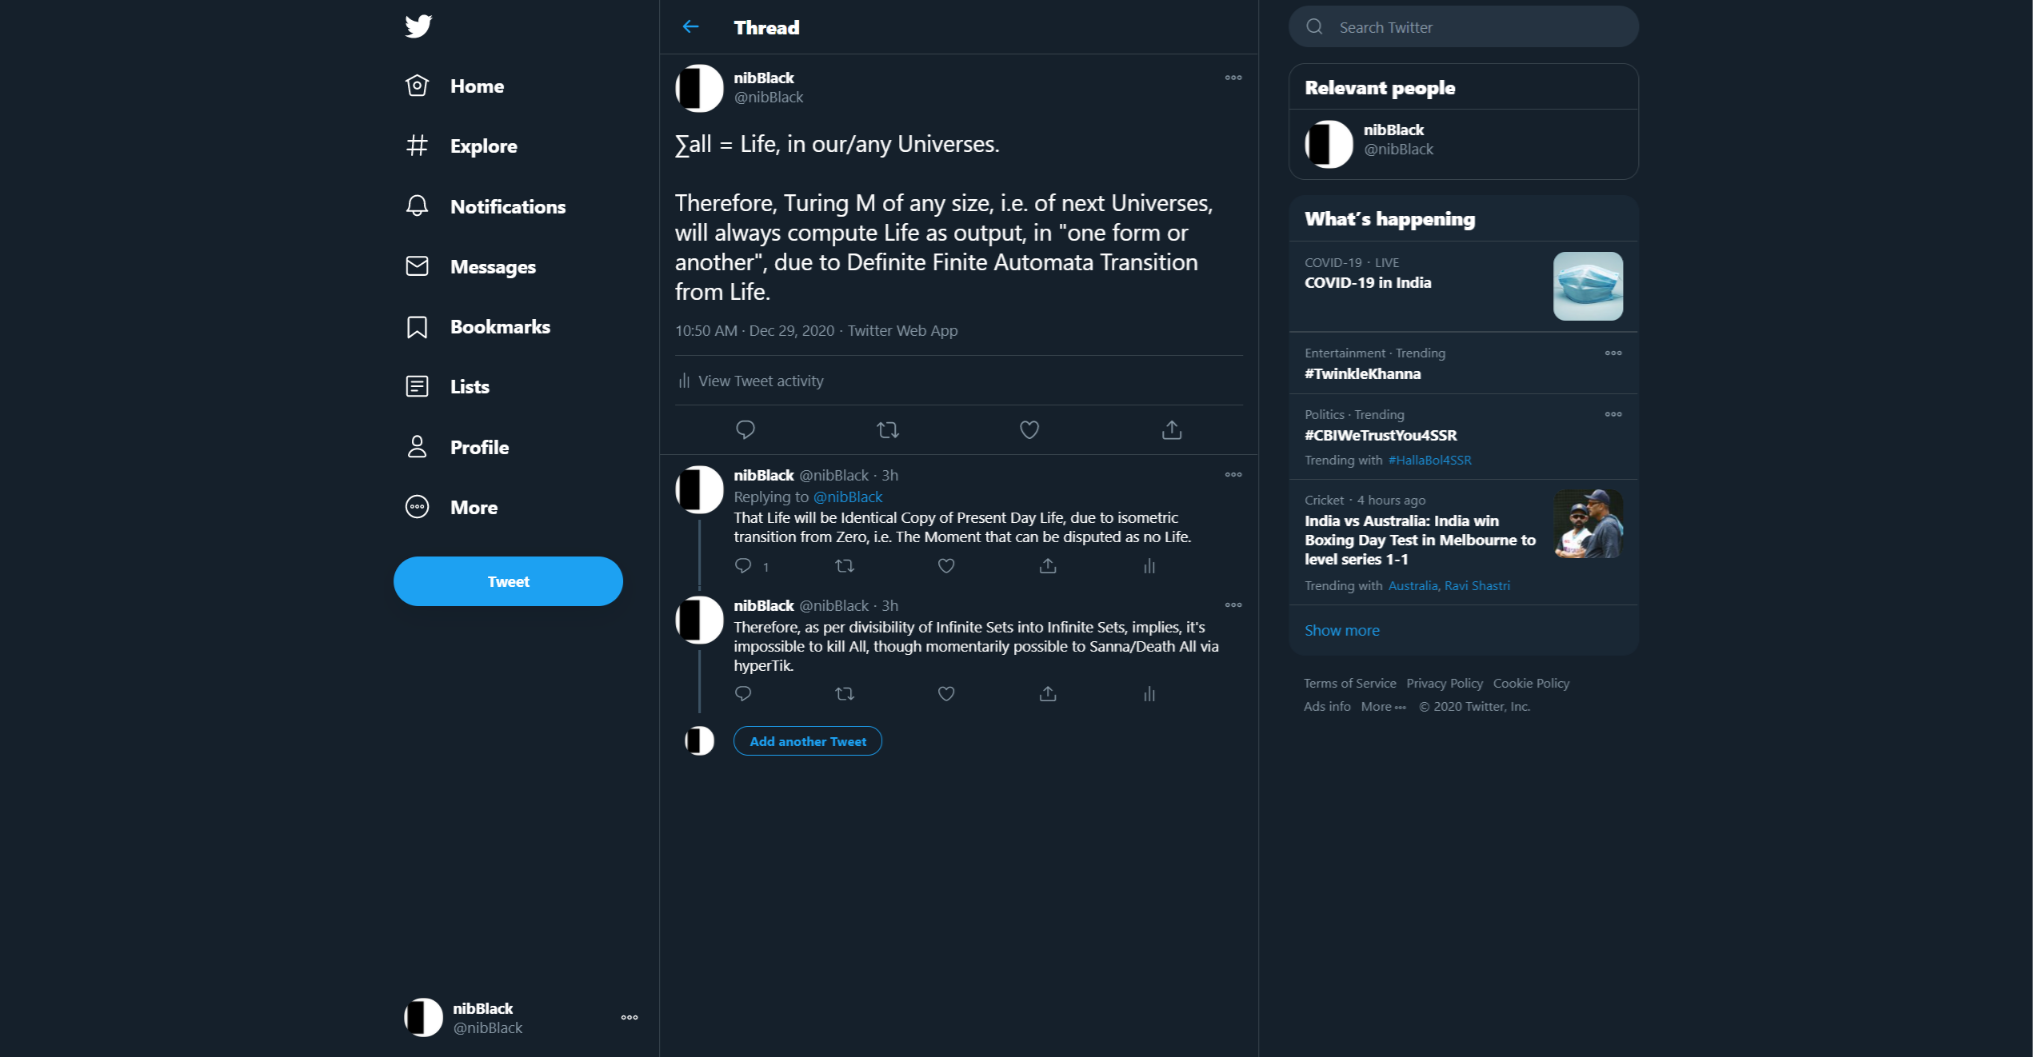 Home
Explore
Notifications
Messages
Bookmarks
Lists
Profile
More
Tweet
nibBlack
@nibBlack
Thread
nibBlack
@nibBlack
∑all = Life, in our/any Universes.
Therefore, Turing M of any size, i.e. of next Universes,
will always compute Life as output, in "one form or
another", due to Definite Finite Automata Transition
from Life.
10:50 AM · Dec 29, 2020 · Twitter Web App
View Tweet activity
nibBlack @nibBlack · 3h
Replying to @nibBlack
That Life will be Identical Copy of Present Day Life, due to isometric
transition from Zero, i.e. The Moment that can be disputed as no Life.
1
nibBlack @nibBlack · 3h
Therefore, as per divisibility of Infinite Sets into Infinite Sets, implies, it's
impossible to kill All, though momentarily possible to Sanna/Death All via
hyperTik.
Add another Tweet
Search Twitter
Relevant people
nibBlack
@nibBlack
What's happening
COVID-19 · LIVE
COVID-19 in India
Entertainment · Trending
#TwinkleKhanna
Politics · Trending
#CBIWeTrustYou4SSR
Trending with #HallaBol4SSR
Cricket · 4 hours ago
India vs Australia: India win
Boxing Day Test in Melbourne to
level series 1-1
Trending with Australia, Ravi Shastri
Show more
Terms of Service Privacy Policy Cookie Policy
Ads info More ••• © 2020 Twitter, Inc.